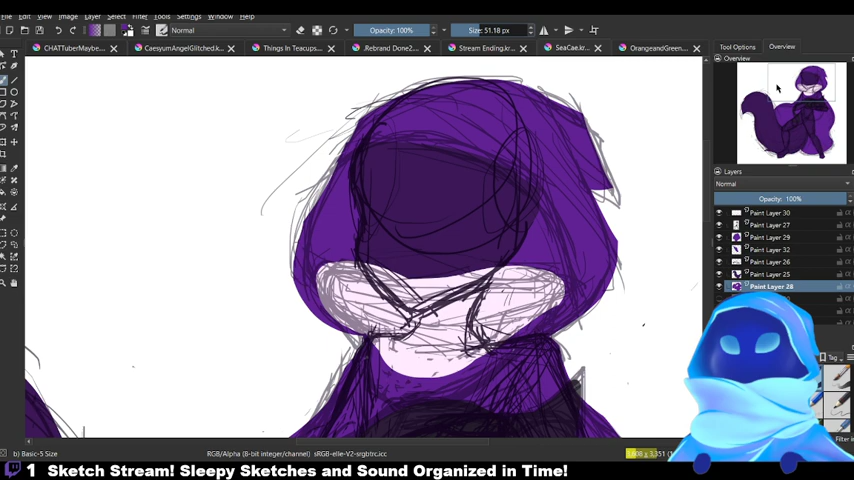 File Edit View Image Layer Select Filter Tools Settings Window Help
Normal
Opacity: 100%
Size: 51.18 px
CHATTuberMaybe...
CaesyumAngelGlitched.k...
Things In Teacups...
.Rebrand Done2...
Stream Ending.kr...
SeaCae.kr...
OrangeandGreen...
Tool Options
Overview
Overview
Layers
Normal
Opacity: 100%
Paint Layer 30
Paint Layer 27
Paint Layer 29
Paint Layer 32
Paint Layer 26
Paint Layer 25
Paint Layer 28
Tag
Filter in
b) Basic-5 Size
RGB/Alpha (8-bit integer/channel) sRGB-elle-V2-srgbtrc.icc
1 Sketch Stream! Sleepy Sketches and Sound Organized in Time!